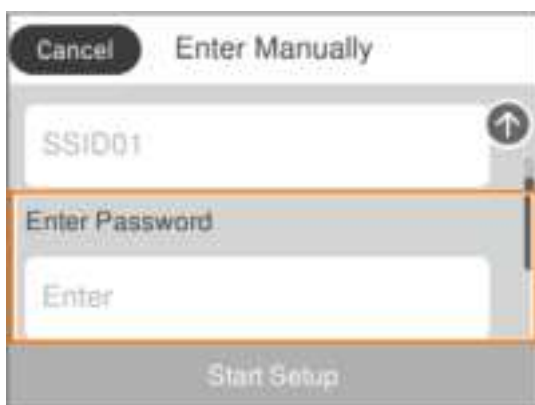 Cancel Enter Manually
SSID01
Enter Password
Enter
Start Setup